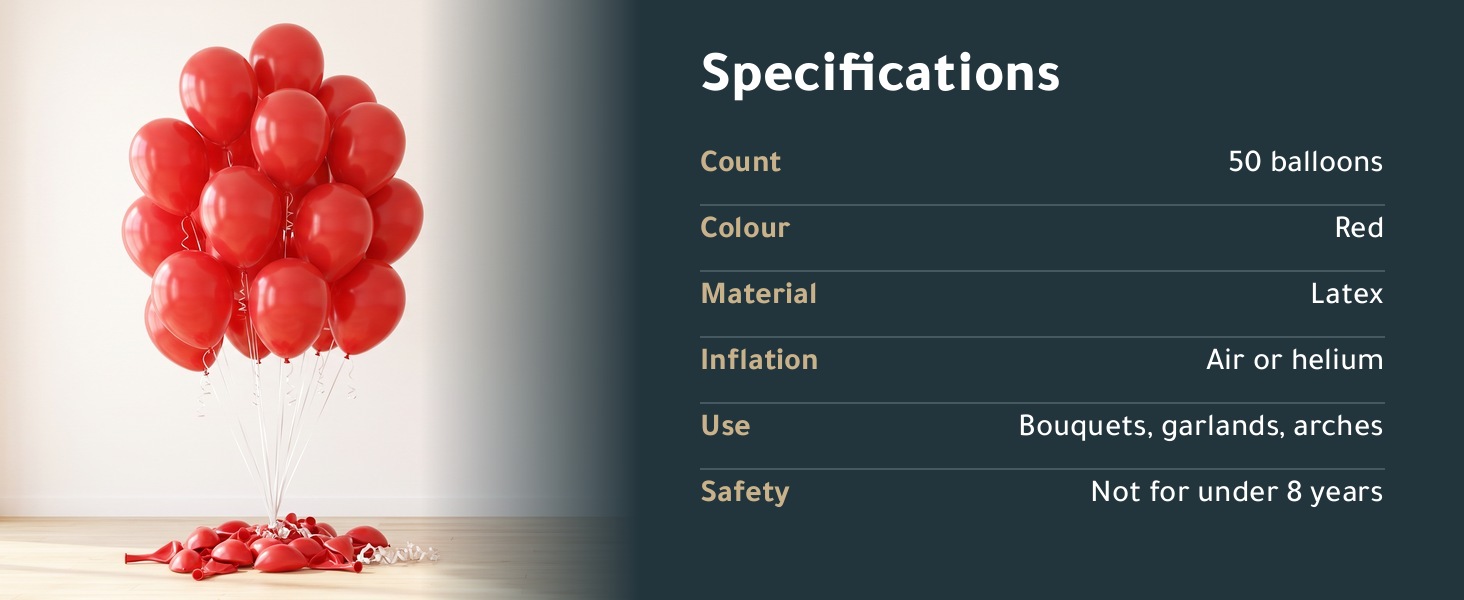 Specifications
Count 50 balloons
Colour Red
Material Latex
Inflation Air or helium
Use Bouquets, garlands, arches
Safety Not for under 8 years